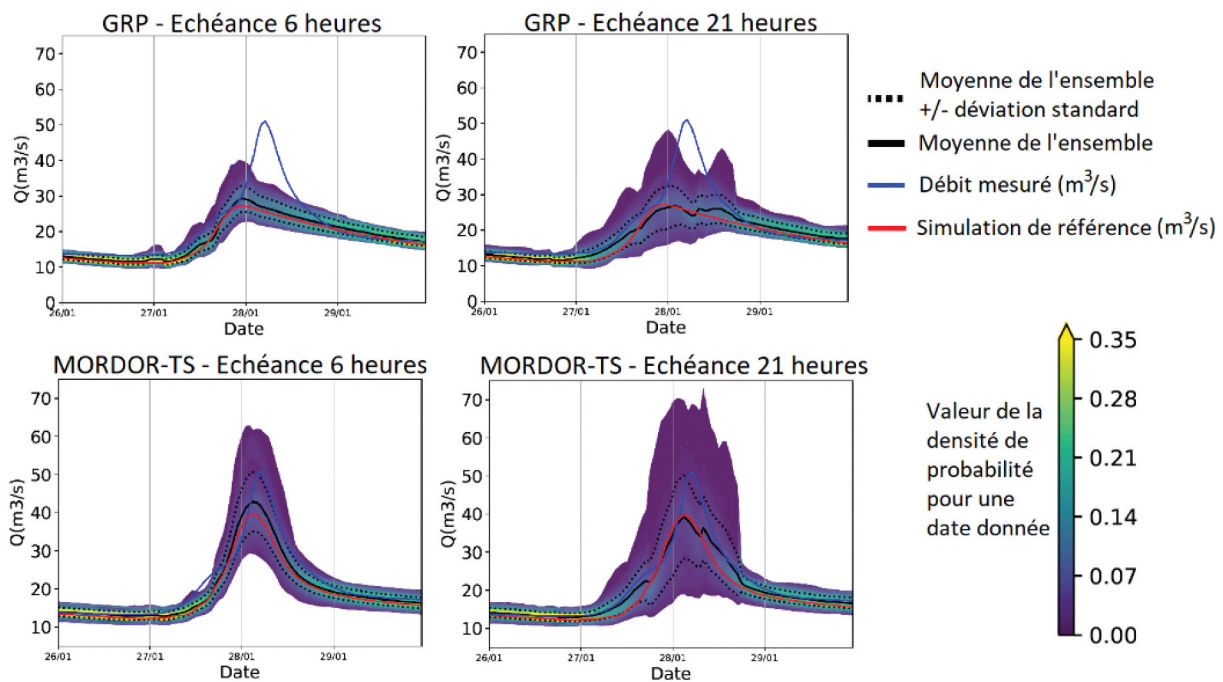 GRP - Echéance 6 heures
70
60
50
40
30
20
10
0
Q(m3/s)
26/01
27/01
28/01
29/01
Date
GRP - Echéance 21 heures
70
60
50
40
30
20
10
0
Q(m3/s)
26/01
27/01
28/01
29/01
Date
Moyenne de l'ensemble
+/- déviation standard
Moyenne de l'ensemble
Débit mesuré (m³/s)
Simulation de référence (m³/s)
MORDOR-TS - Echéance 6 heures
70
60
50
40
30
20
10
Q(m3/s)
26/01
27/01
28/01
29/01
Date
MORDOR-TS - Echéance 21 heures
70
60
50
40
30
20
10
Q(m3/s)
26/01
27/01
28/01
29/01
Date
Valeur de la
densité de
probabilité
pour une
date donnée
0.35
0.28
0.21
0.14
0.07
0.00